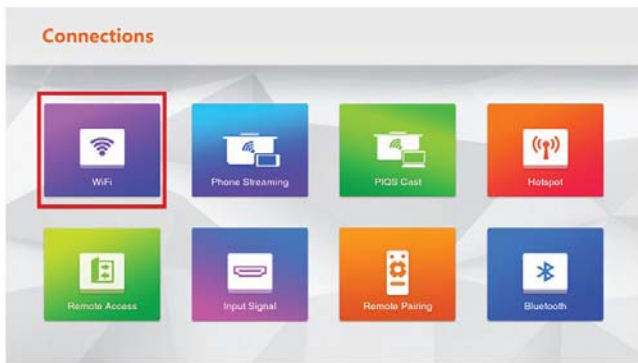 Connections
WiFi
Phone Streaming
PIQS Cast
Hotspot
Remote Access
Input Signal
Remote Pairing
Bluetooth